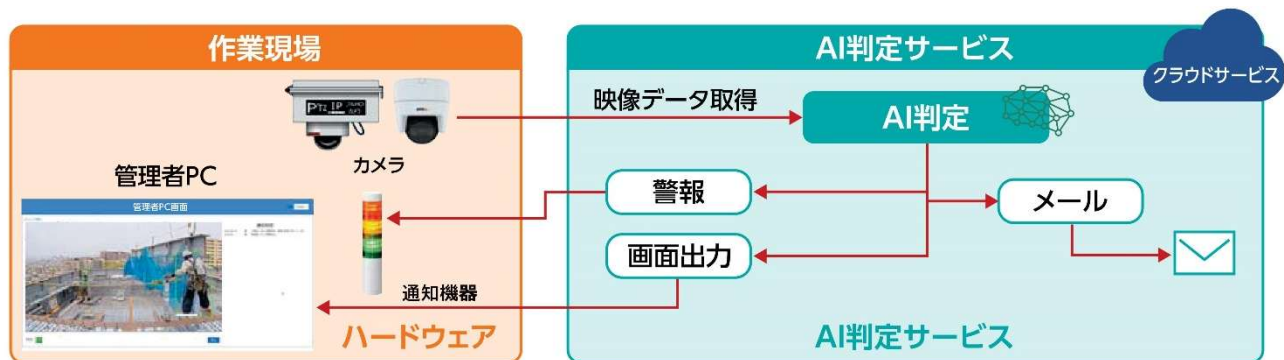 作業現場
AI判定サービス
クラウドサービス
PTZ IP
映像データ取得
AI判定
カメラ
管理者PC
管理者PC画面
警報
メール
画面出力
通知機器
ハードウェア
AI判定サービス